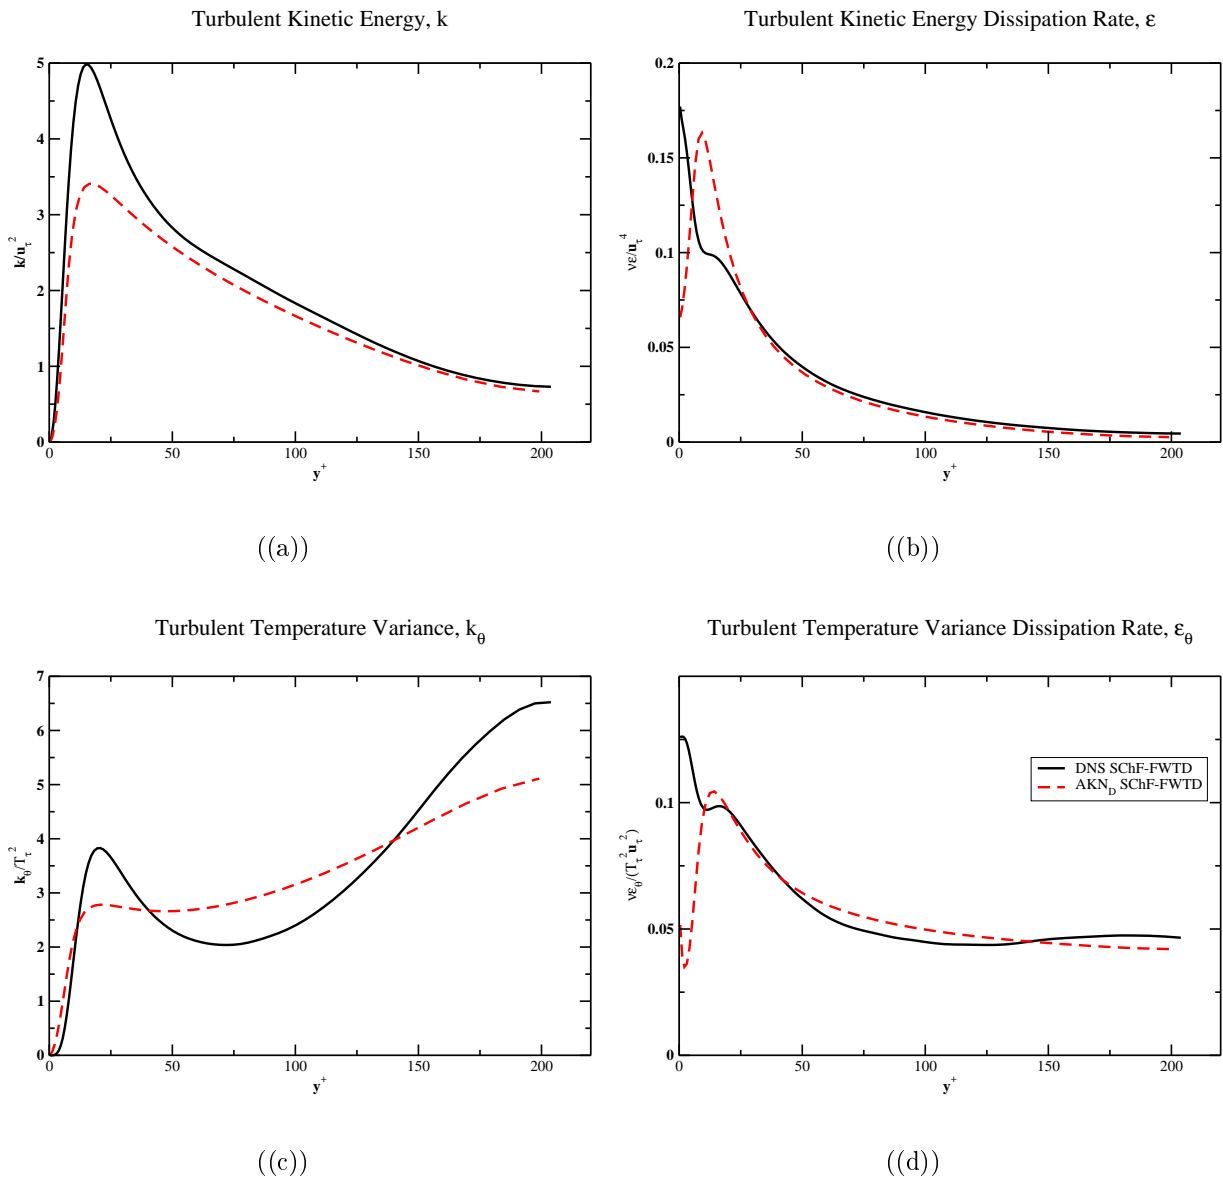 Turbulent Kinetic Energy, k
5
4
3
2
1
0
k/u_τ^2
0 50 100 150 200
y^+
((a))
Turbulent Kinetic Energy Dissipation Rate, ε
0.2
0.15
0.1
0.05
0
νε/u_τ^4
0 50 100 150 200
y^+
((b))
Turbulent Temperature Variance, k_θ
7
6
5
4
3
2
1
0
k_θ/T_τ^2
0 50 100 150 200
y^+
((c))
Turbulent Temperature Variance Dissipation Rate, ε_θ
0.1
0.05
0
νε_θ/(T_τ^2 u_τ^2)
DNS SChF-FWTD
AKN_D SChF-FWTD
0 50 100 150 200
y^+
((d))